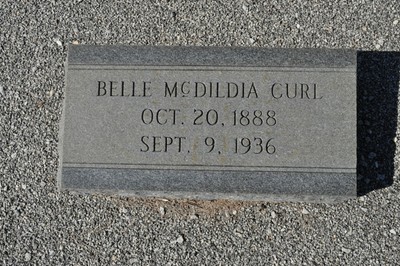 BELLE McDILDIA CURL
OCT. 20, 1888
SEPT. 9, 1936